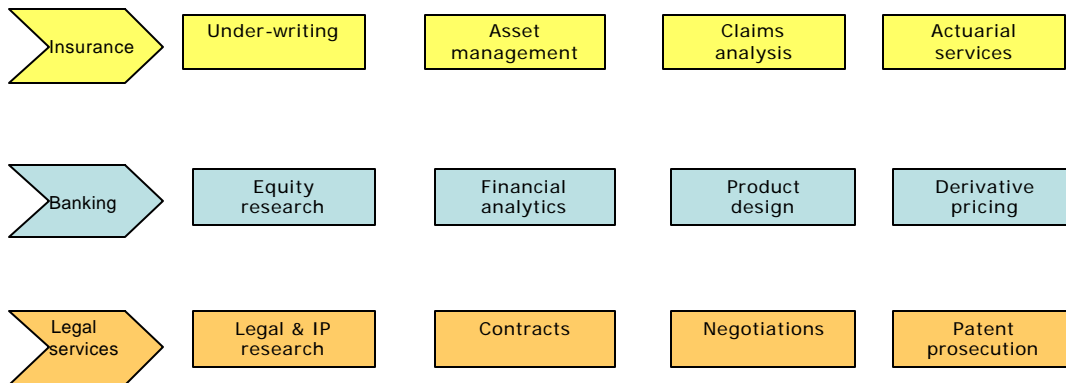 Insurance
Under-writing
Asset
management
Claims
analysis
Actuarial
services
Banking
Equity
research
Financial
analytics
Product
design
Derivative
pricing
Legal
services
Legal & IP
research
Contracts
Negotiations
Patent
prosecution